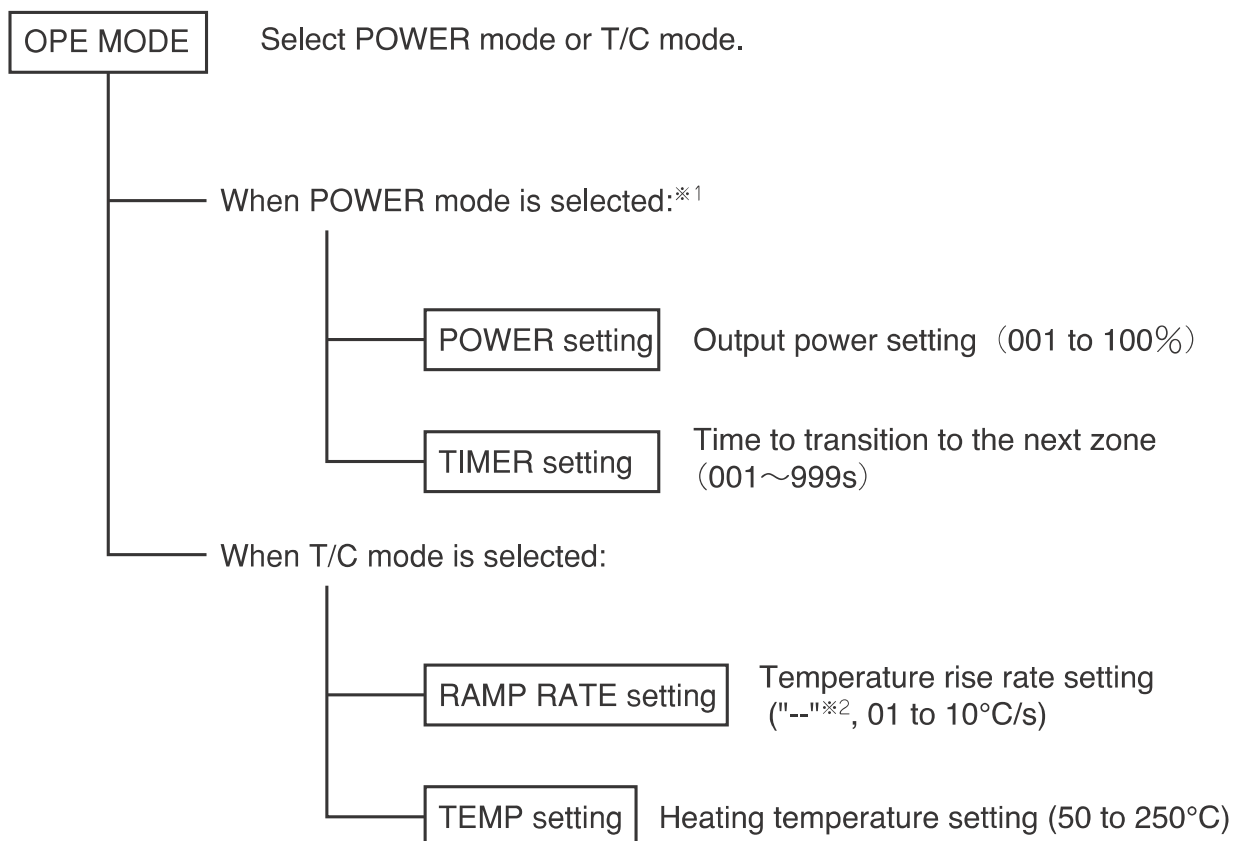 OPE MODE Select POWER mode or T/C mode.
When POWER mode is selected:※1
POWER setting Output power setting（001 to 100％）
TIMER setting Time to transition to the next zone
（001〜999s）
When T/C mode is selected:
RAMP RATE setting Temperature rise rate setting
("--"※2, 01 to 10°C/s)
TEMP setting Heating temperature setting (50 to 250°C)